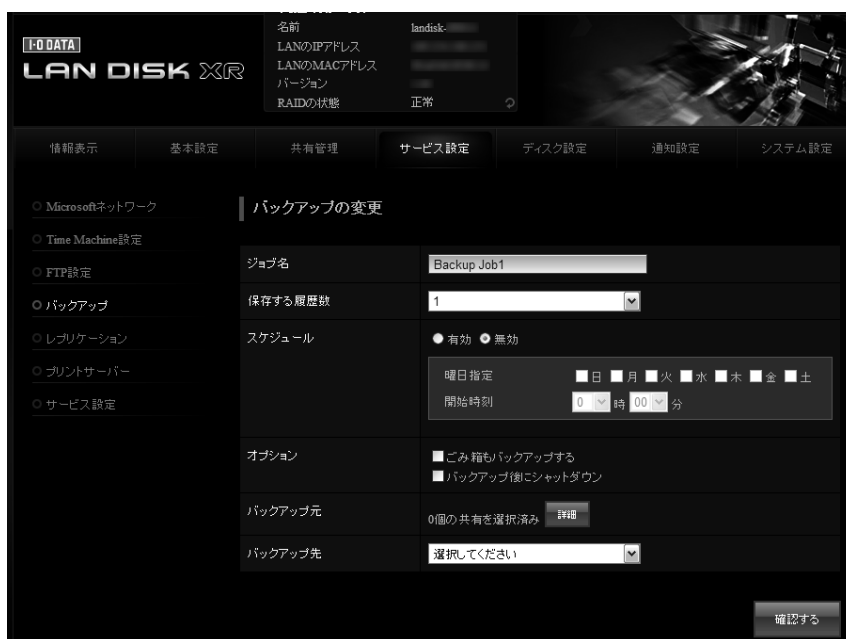 I-O DATA
LAN DISK XR
名前 landisk-
LANのIPアドレス
LANのMACアドレス
バージョン
RAIDの状態 正常
情報表示 基本設定 共有管理 サービス設定 ディスク設定 通知設定 システム設定
Microsoftネットワーク
Time Machine設定
FTP設定
バックアップ
レプリケーション
プリントサーバー
サービス設定
バックアップの変更
ジョブ名 Backup Job1
保存する履歴数 1
スケジュール 有効 無効
曜日指定 日 月 火 水 木 金 土
開始時刻 0 時 00 分
オプション ごみ箱もバックアップする
バックアップ後にシャットダウン
バックアップ元 0個の共有を選択済み 詳細
バックアップ先 選択してください
確認する